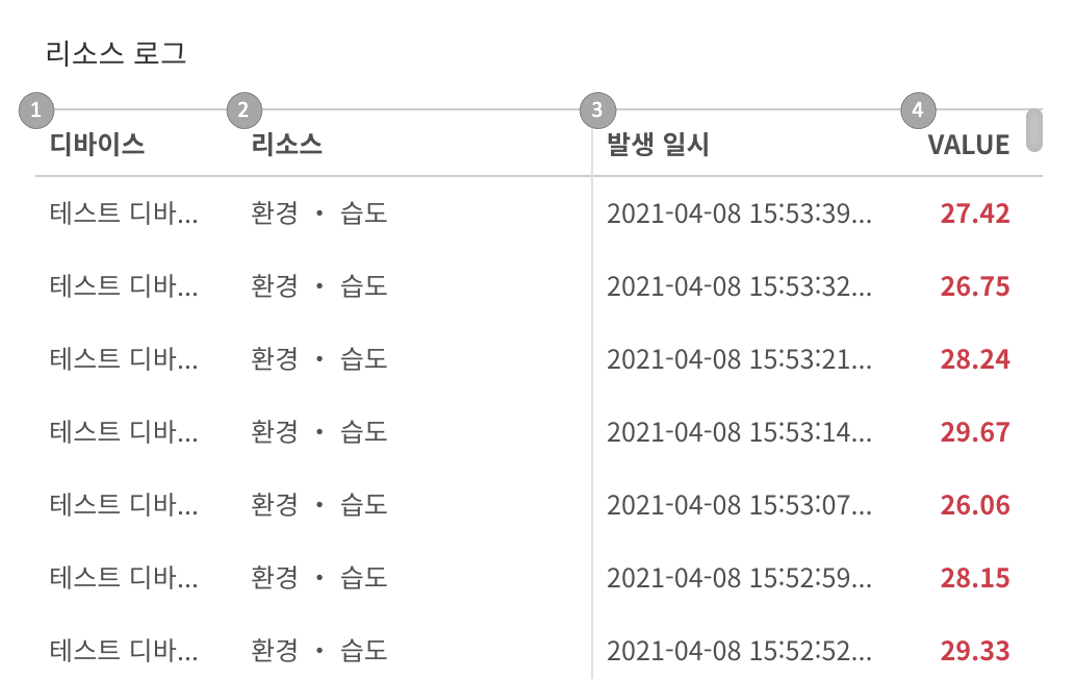 리소스 로그
1 2 3 4
디바이스 리소스 발생 일시 VALUE
테스트 디바... 환경 • 습도 2021-04-08 15:53:39... 27.42
테스트 디바... 환경 • 습도 2021-04-08 15:53:32... 26.75
테스트 디바... 환경 • 습도 2021-04-08 15:53:21... 28.24
테스트 디바... 환경 • 습도 2021-04-08 15:53:14... 29.67
테스트 디바... 환경 • 습도 2021-04-08 15:53:07... 26.06
테스트 디바... 환경 • 습도 2021-04-08 15:52:59... 28.15
테스트 디바... 환경 • 습도 2021-04-08 15:52:52... 29.33